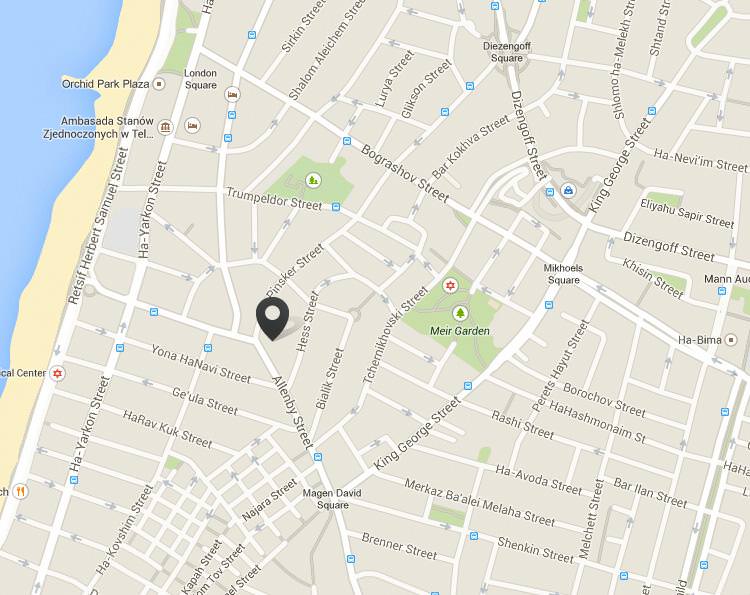 Sirkin Street
Shalom Aleichem Street
Shlomo ha-Melekh Street
Shtand Street
Diezengoff
Square
London
Square
Orchid Park Plaza
Lurya Street
Glikson Street
Ambasada Stanów
Zjednoczonych w Tel...
Dizengoff Street
Bar Kokhva Street
Bograshov Street
King George Street
Ha-Nevi'im Street
Retsif Herbert Samuel Street
Ha-Yarkon Street
Trumpeldor Street
Eliyahu Sapir Street
Dizengoff Street
Pinsker Street
Khisin Street
Mikhoels
Square
Mann Aud
Hess Street
Meir Garden
Ha-Bima
Tchernikhovski Street
Yona HaNavi Street
Bialik Street
Perets Hayut Street
cal Center
Ge'ula Street
Allenby Street
Borochov Street
HaHashmonaim St
Ha-Yarkon Street
HaRav Kuk Street
King George Street
Rashi Street
Ha-Avoda Street
Bar Ilan Street
HaHa
ch
Najara Street
Magen David
Square
Merkaz Ba'alei Melaha Street
Melchett Street
Ha-Kovshim Street
Kapah Street
om Tov Street
el Street
Brenner Street
Shenkin Street
ild